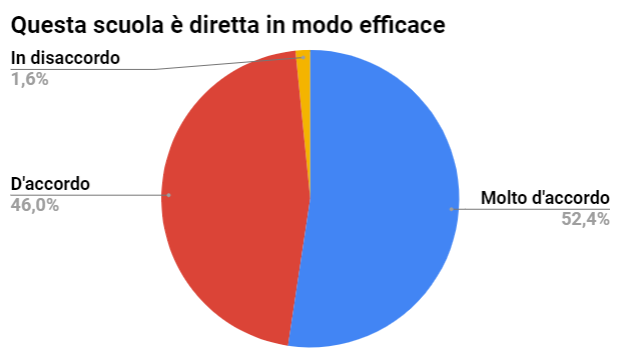 Questa scuola è diretta in modo efficace
In disaccordo
1,6%
D'accordo
46,0%
Molto d'accordo
52,4%